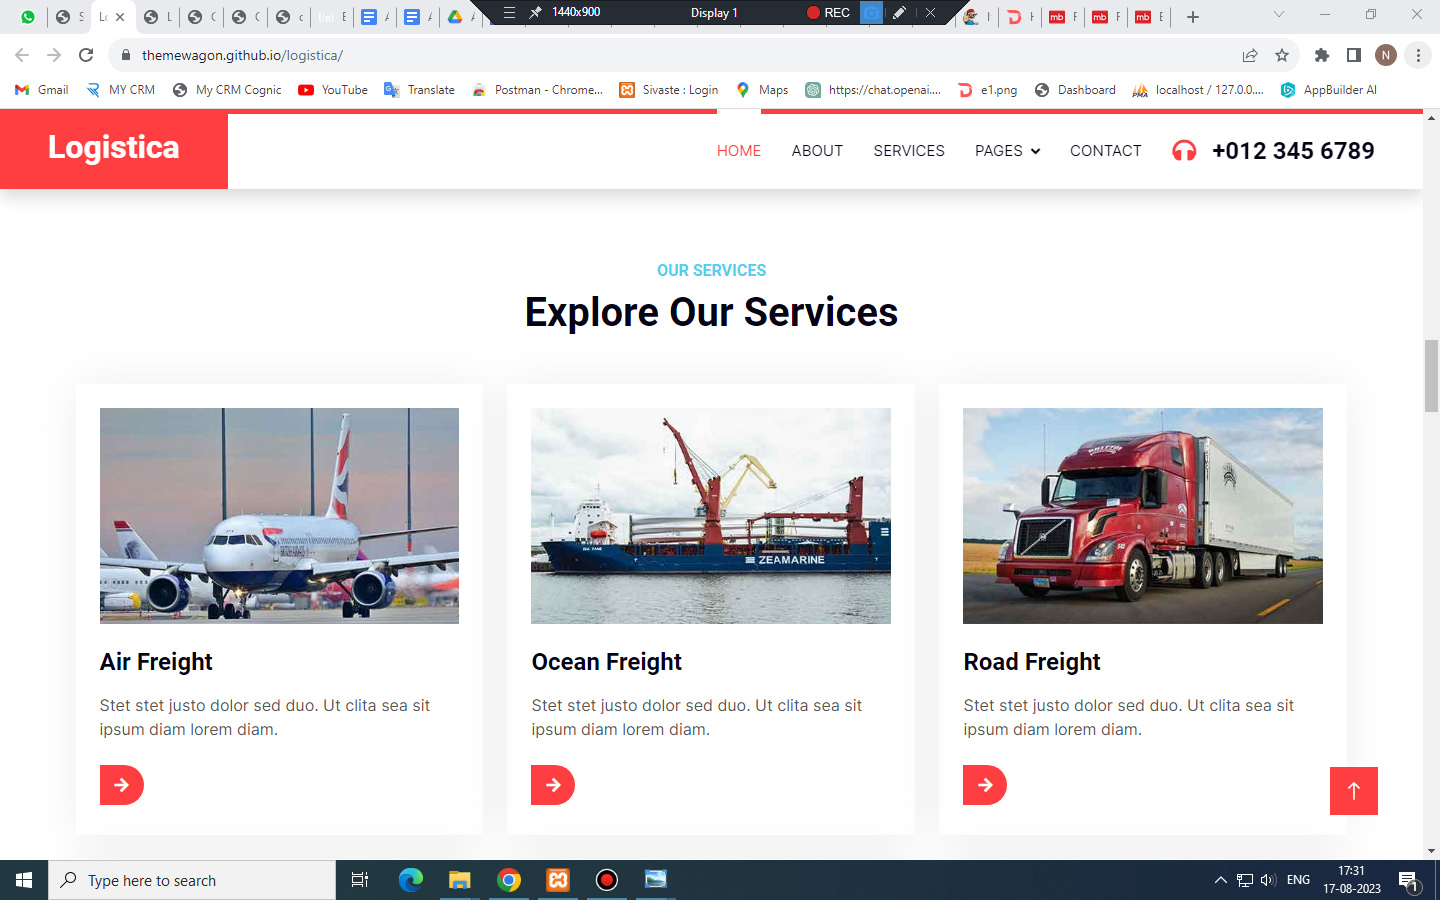 1440x900
Display 1
REC
themewagon.github.io/logistica/
N
Gmail
MY CRM
My CRM Cognic
YouTube
Translate
Postman - Chrome...
Sivaste : Login
Maps
https://chat.openai....
e1.png
Dashboard
localhost / 127.0.0....
AppBuilder AI
Logistica
HOME
ABOUT
SERVICES
PAGES
CONTACT
+012 345 6789
OUR SERVICES
Explore Our Services
ZEAMARINE
Air Freight
Ocean Freight
Road Freight
Stet stet justo dolor sed duo. Ut clita sea sit
ipsum diam lorem diam.
Stet stet justo dolor sed duo. Ut clita sea sit
ipsum diam lorem diam.
Stet stet justo dolor sed duo. Ut clita sea sit
ipsum diam lorem diam.
Type here to search
ENG
17:31
17-08-2023
1